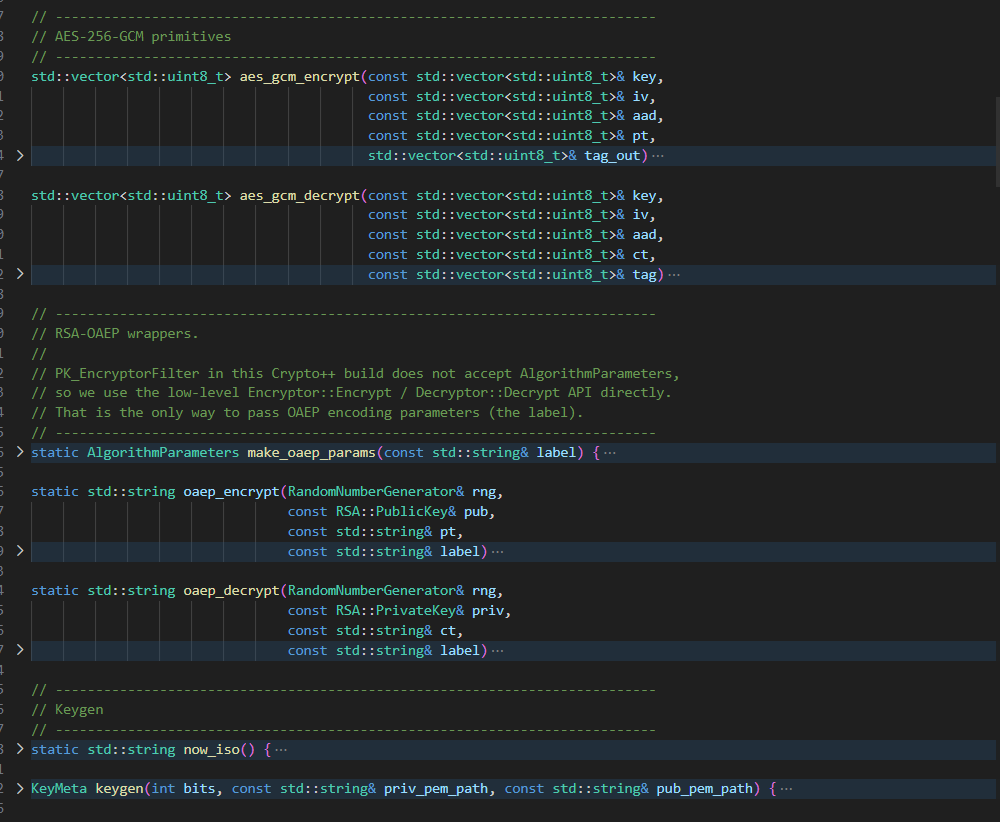 // ---------------------------------------------------------------------------
// AES-256-GCM primitives
// ---------------------------------------------------------------------------
std::vector<std::uint8_t> aes_gcm_encrypt(const std::vector<std::uint8_t>& key,
const std::vector<std::uint8_t>& iv,
const std::vector<std::uint8_t>& aad,
const std::vector<std::uint8_t>& pt,
std::vector<std::uint8_t>& tag_out) ···
std::vector<std::uint8_t> aes_gcm_decrypt(const std::vector<std::uint8_t>& key,
const std::vector<std::uint8_t>& iv,
const std::vector<std::uint8_t>& aad,
const std::vector<std::uint8_t>& ct,
const std::vector<std::uint8_t>& tag) ···
// ---------------------------------------------------------------------------
// RSA-OAEP wrappers.
//
// PK_EncryptorFilter in this Crypto++ build does not accept AlgorithmParameters,
// so we use the low-level Encryptor::Encrypt / Decryptor::Decrypt API directly.
// That is the only way to pass OAEP encoding parameters (the label).
// ---------------------------------------------------------------------------
static AlgorithmParameters make_oaep_params(const std::string& label) { ···
static std::string oaep_encrypt(RandomNumberGenerator& rng,
const RSA::PublicKey& pub,
const std::string& pt,
const std::string& label) ···
static std::string oaep_decrypt(RandomNumberGenerator& rng,
const RSA::PrivateKey& priv,
const std::string& ct,
const std::string& label) ···
// ---------------------------------------------------------------------------
// Keygen
// ---------------------------------------------------------------------------
static std::string now_iso() { ···
KeyMeta keygen(int bits, const std::string& priv_pem_path, const std::string& pub_pem_path) { ···